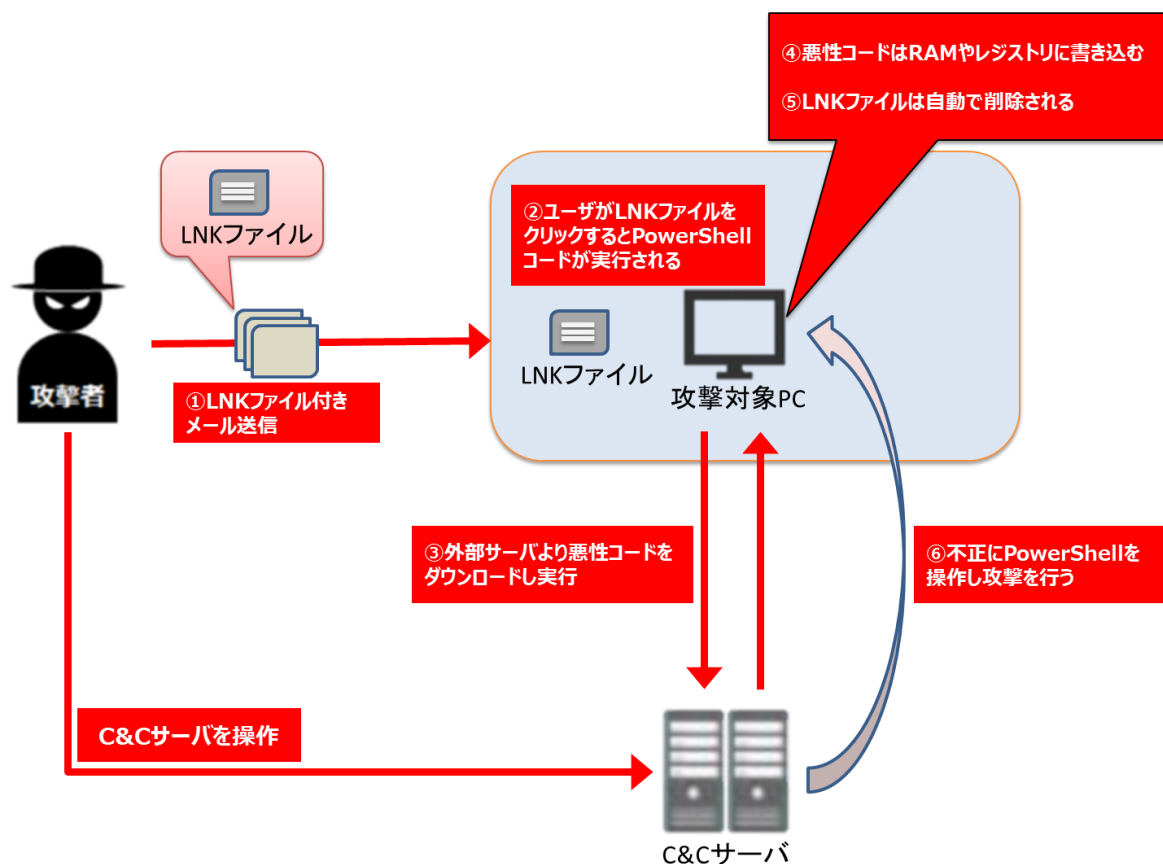 ④悪性コードはRAMやレジストリに書き込む
⑤LNKファイルは自動で削除される
LNKファイル
②ユーザがLNKファイルを
クリックするとPowerShell
コードが実行される
攻撃者
①LNKファイル付き
メール送信
LNKファイル
攻撃対象PC
③外部サーバより悪性コードを
ダウンロードし実行
⑥不正にPowerShellを
操作し攻撃を行う
C&Cサーバを操作
C&Cサーバ